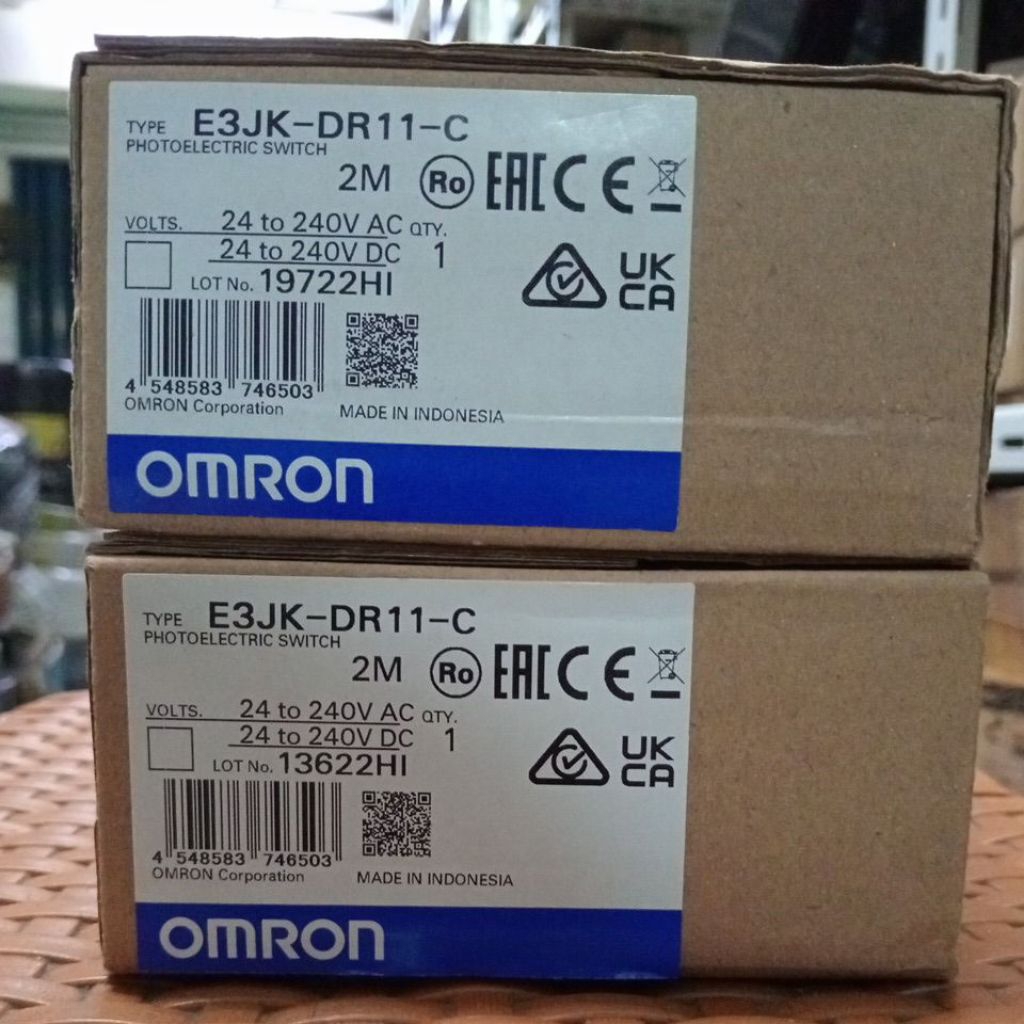 TYPE E3JK-DR11-C
PHOTOELECTRIC SWITCH
2M Ro EAC CE
VOLTS. 24 to 240V AC QTY.
24 to 240V DC 1
LOT No. 19722HI
UK
CA
4 548583 746503
OMRON Corporation MADE IN INDONESIA
OMRON
TYPE E3JK-DR11-C
PHOTOELECTRIC SWITCH
2M Ro EAC CE
VOLTS. 24 to 240V AC QTY.
24 to 240V DC 1
LOT No. 13622HI
UK
CA
4 548583 746503
OMRON Corporation MADE IN INDONESIA
OMRON